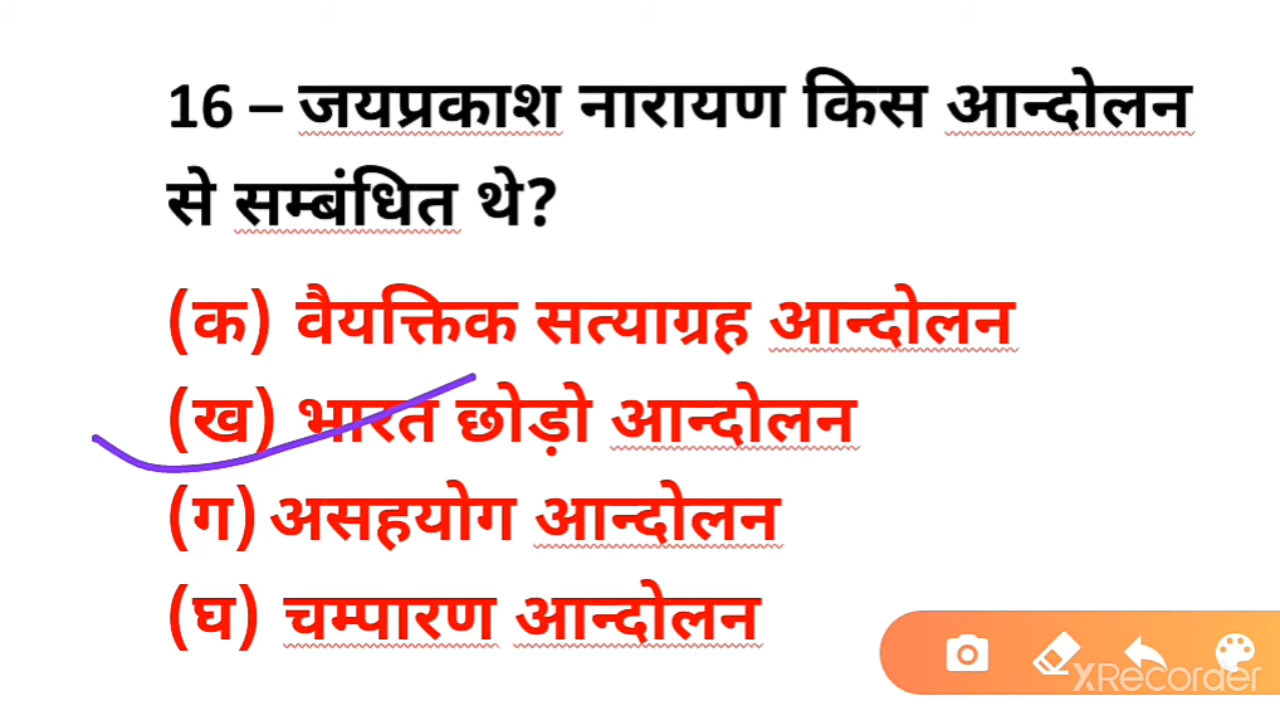 16 – जयप्रकाश नारायण किस आन्दोलन
से सम्बंधित थे?
(क) वैयक्तिक सत्याग्रह आन्दोलन
(ख) भारत छोड़ो आन्दोलन
(ग) असहयोग आन्दोलन
(घ) चम्पारण आन्दोलन
XRecorder